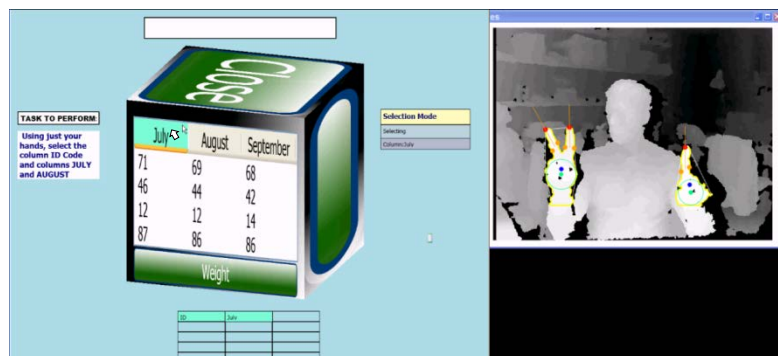 es
Close
TASK TO PERFORM:
Using just your
hands, select the
column ID Code
and columns JULY
and AUGUST
July August September
71 69 68
46 44 42
12 12 14
87 86 86
Weight
Selection Mode
Selecting
Column:July
ID July